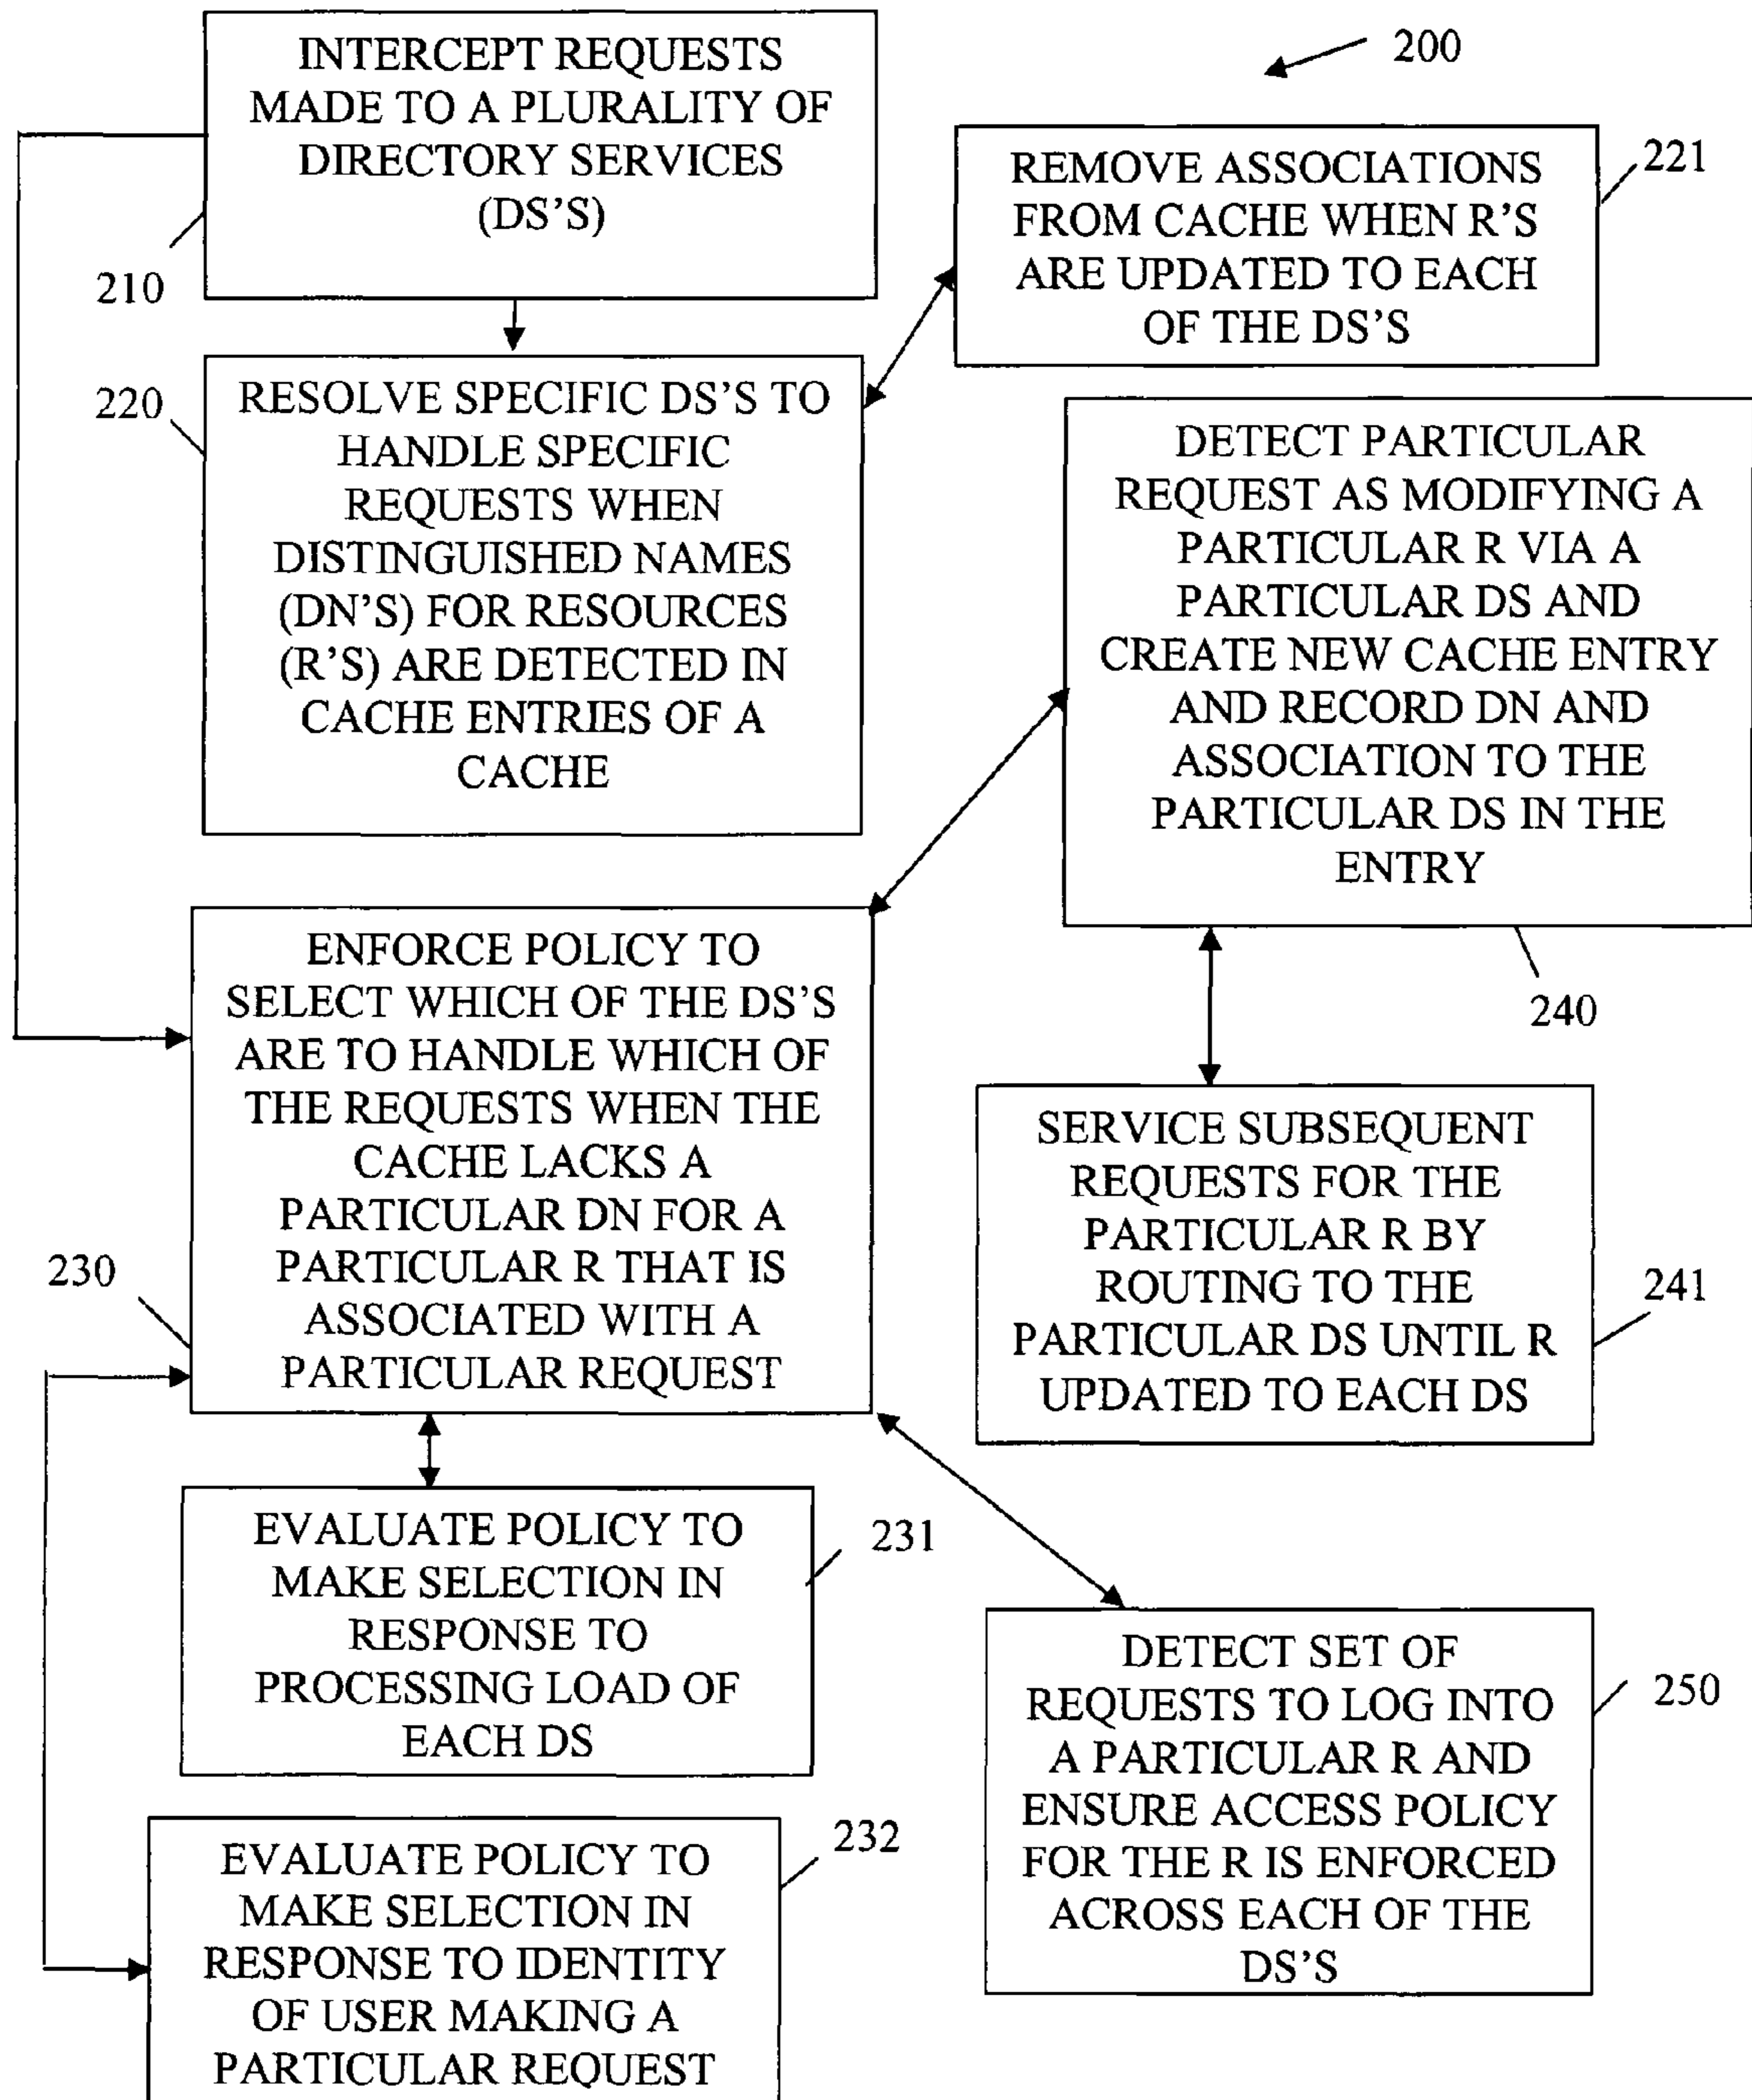 INTERCEPT REQUESTS
MADE TO A PLURALITY OF
DIRECTORY SERVICES
(DS'S)
210
200
REMOVE ASSOCIATIONS
FROM CACHE WHEN R'S
ARE UPDATED TO EACH
OF THE DS'S
221
220
RESOLVE SPECIFIC DS'S TO
HANDLE SPECIFIC
REQUESTS WHEN
DISTINGUISHED NAMES
(DN'S) FOR RESOURCES
(R'S) ARE DETECTED IN
CACHE ENTRIES OF A
CACHE
DETECT PARTICULAR
REQUEST AS MODIFYING A
PARTICULAR R VIA A
PARTICULAR DS AND
CREATE NEW CACHE ENTRY
AND RECORD DN AND
ASSOCIATION TO THE
PARTICULAR DS IN THE
ENTRY
240
ENFORCE POLICY TO
SELECT WHICH OF THE DS'S
ARE TO HANDLE WHICH OF
THE REQUESTS WHEN THE
CACHE LACKS A
PARTICULAR DN FOR A
PARTICULAR R THAT IS
ASSOCIATED WITH A
PARTICULAR REQUEST
230
SERVICE SUBSEQUENT
REQUESTS FOR THE
PARTICULAR R BY
ROUTING TO THE
PARTICULAR DS UNTIL R
UPDATED TO EACH DS
241
EVALUATE POLICY TO
MAKE SELECTION IN
RESPONSE TO
PROCESSING LOAD OF
EACH DS
231
DETECT SET OF
REQUESTS TO LOG INTO
A PARTICULAR R AND
ENSURE ACCESS POLICY
FOR THE R IS ENFORCED
ACROSS EACH OF THE
DS'S
250
EVALUATE POLICY TO
MAKE SELECTION IN
RESPONSE TO IDENTITY
OF USER MAKING A
PARTICULAR REQUEST
232